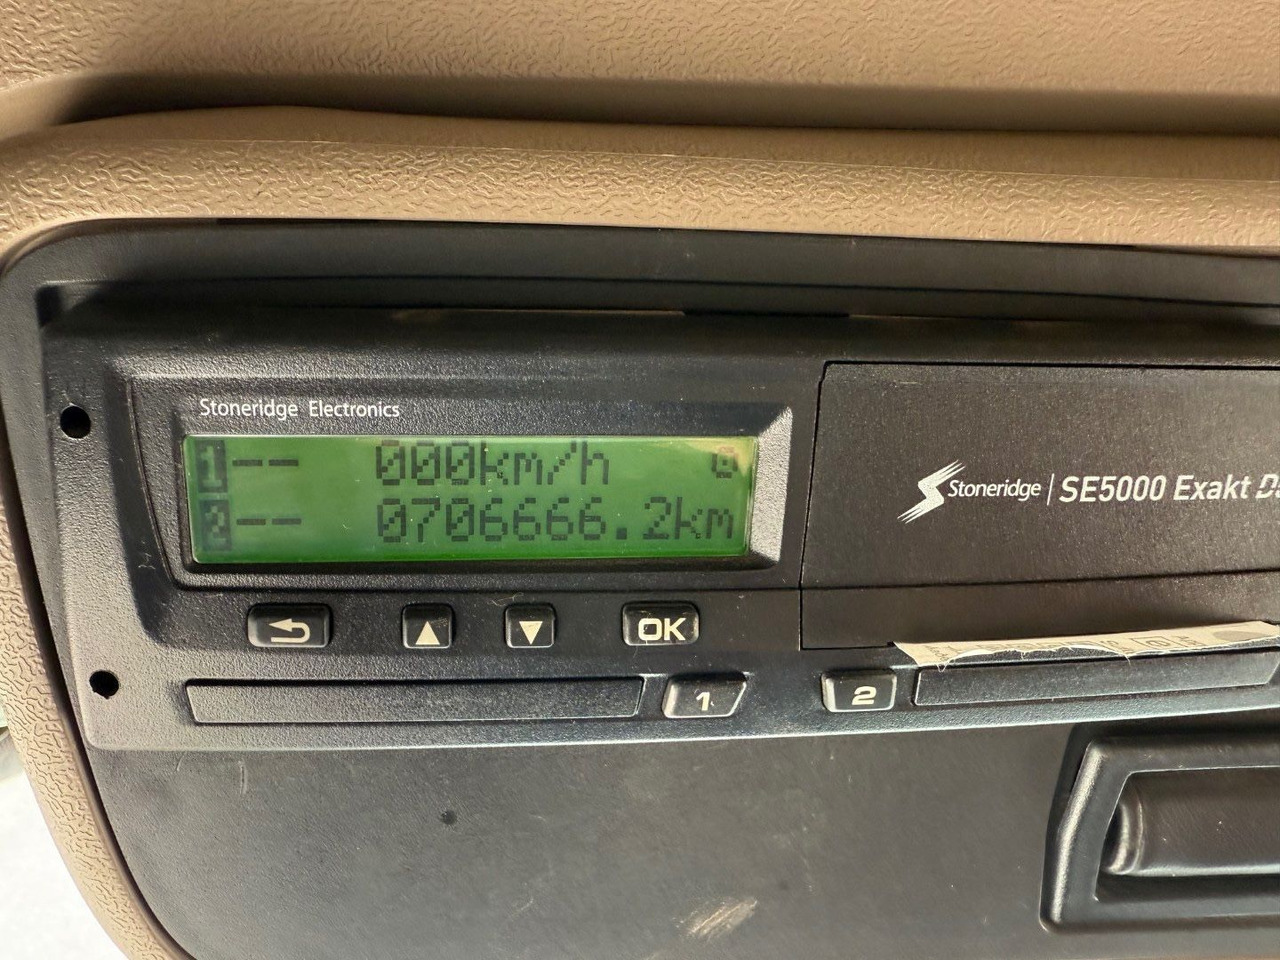 Stoneridge Electronics
1-- 000km/h
2-- 0706666.2km
Stoneridge | SE5000 Exakt
OK
1
2